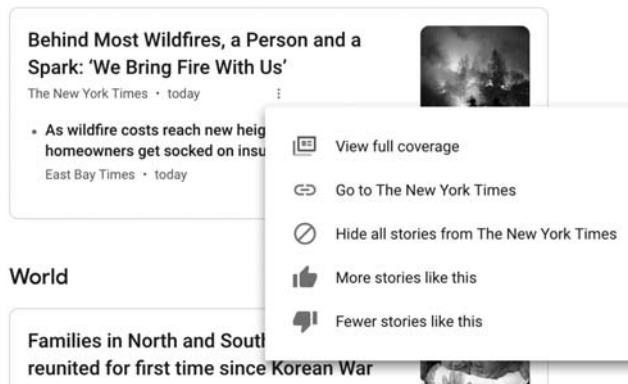 Behind Most Wildfires, a Person and a
Spark: ‘We Bring Fire With Us’
The New York Times • today
• As wildfire costs reach new heig
homeowners get socked on insu
East Bay Times • today
View full coverage
Go to The New York Times
Hide all stories from The New York Times
More stories like this
Fewer stories like this
World
Families in North and South
reunited for first time since Korean War